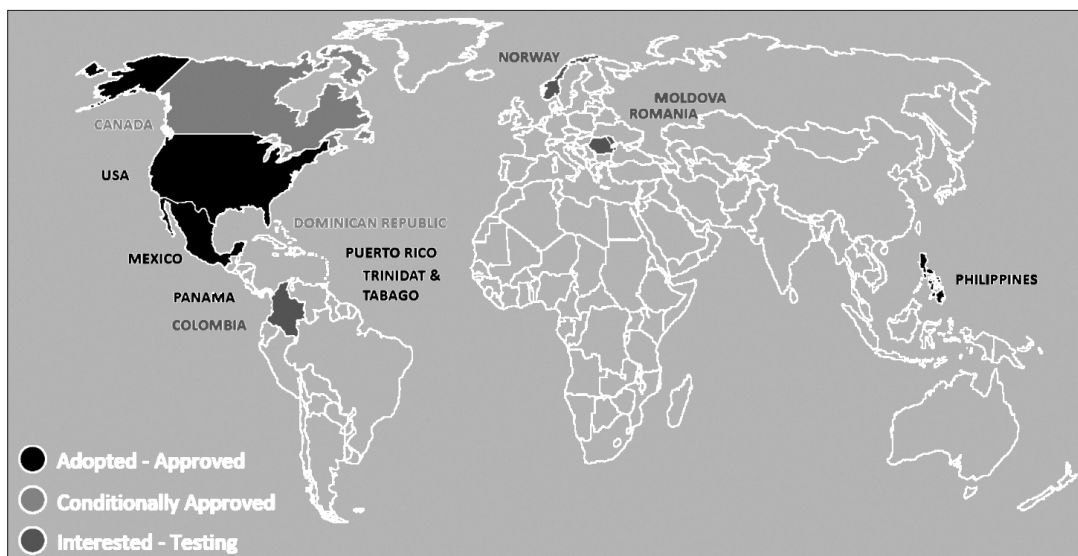 NORWAY
MOLDOVA
ROMANIA
CANADA
USA
DOMINICAN REPUBLIC
PUERTO RICO
MEXICO
TRINIDAT &
TABAGO
PANAMA
COLOMBIA
PHILIPPINES
Adopted - Approved
Conditionally Approved
Interested - Testing